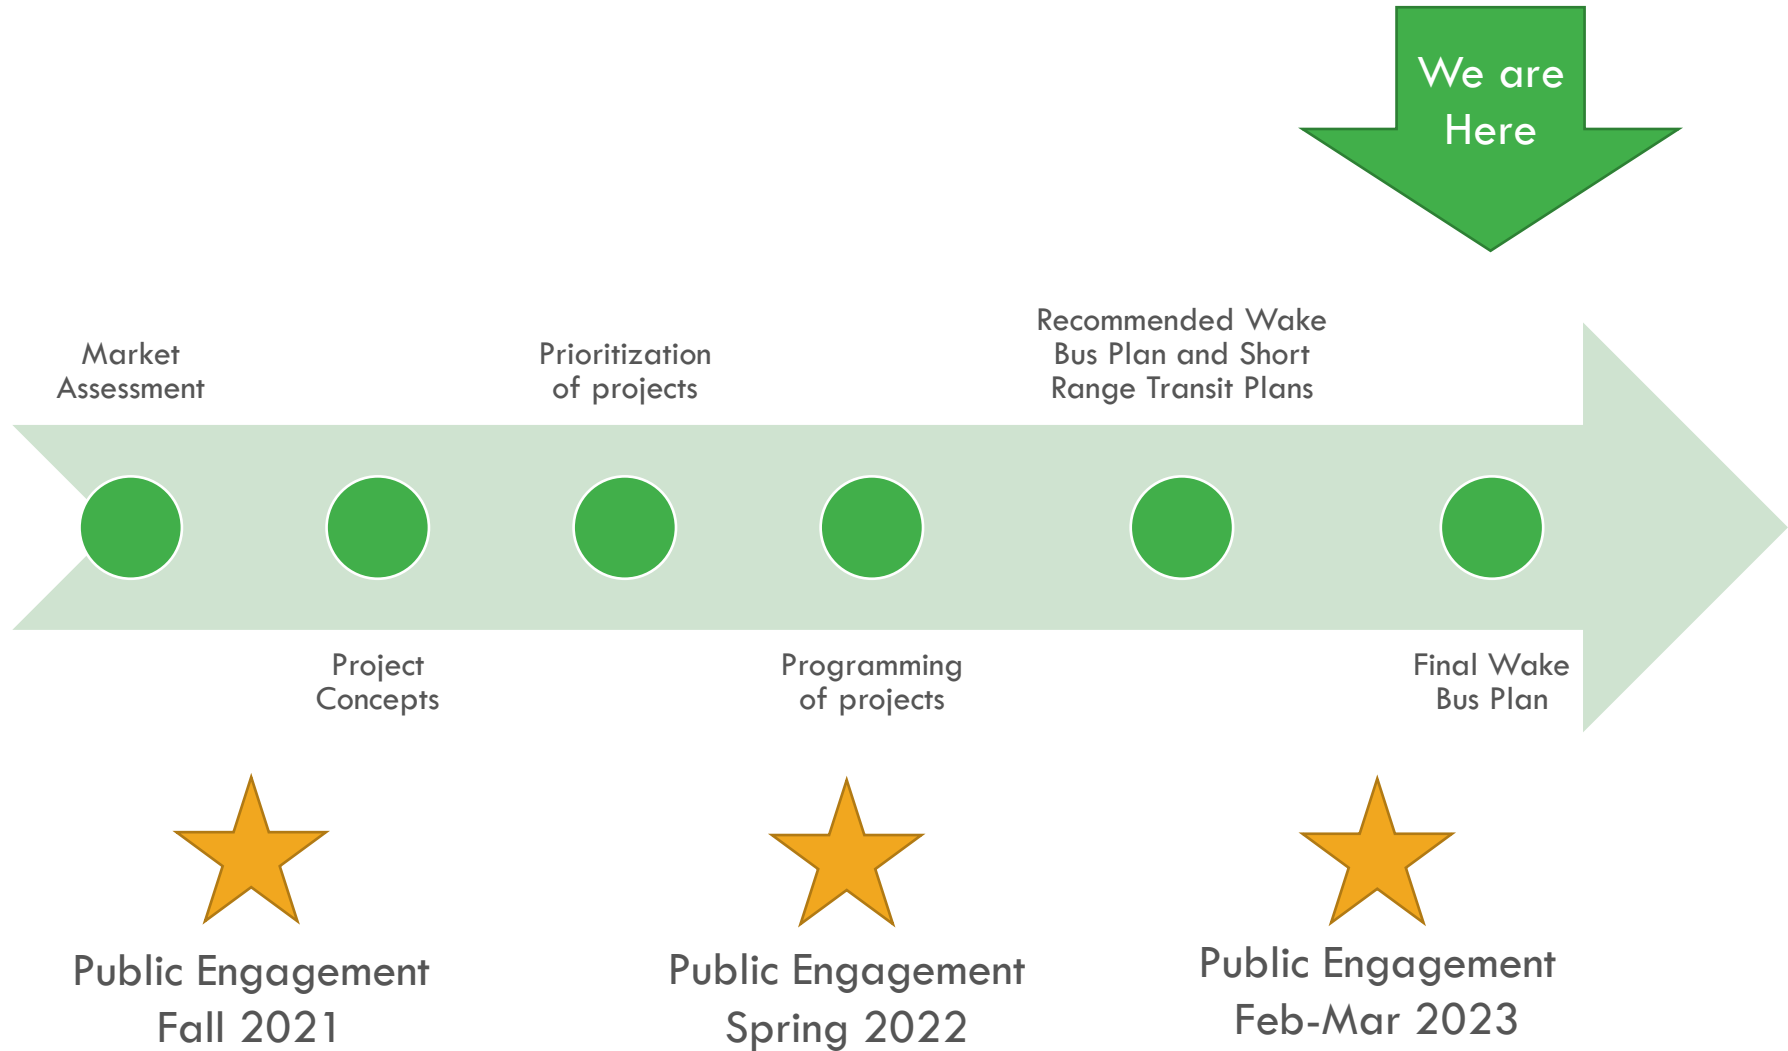 We are
Here
Market
Assessment
Prioritization
of projects
Recommended Wake
Bus Plan and Short
Range Transit Plans
Project
Concepts
Programming
of projects
Final Wake
Bus Plan
Public Engagement
Fall 2021
Public Engagement
Spring 2022
Public Engagement
Feb-Mar 2023